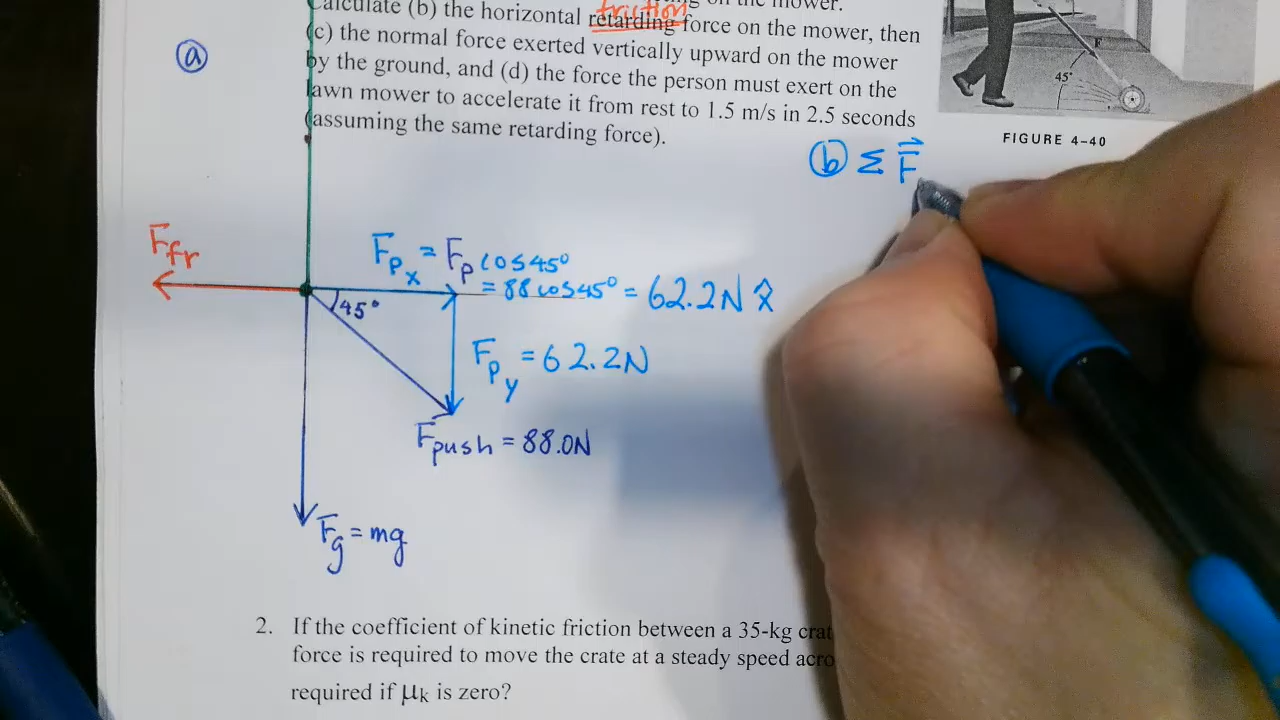 Calculate (b) the horizontal retarding force on the mower, then
friction
(c) the normal force exerted vertically upward on the mower
by the ground, and (d) the force the person must exert on the
lawn mower to accelerate it from rest to 1.5 m/s in 2.5 seconds
(assuming the same retarding force).
ⓐ
F
45°
FIGURE 4–40
ⓑ Σ F⃗
Ffr
Fpx = Fp cos45°
= 88 cos45° = 62.2N x̂
45°
Fpy = 62.2N
Fpush = 88.0N
Fg = mg
2. If the coefficient of kinetic friction between a 35-kg
force is required to move the crate at a steady speed
required if μk is zero?